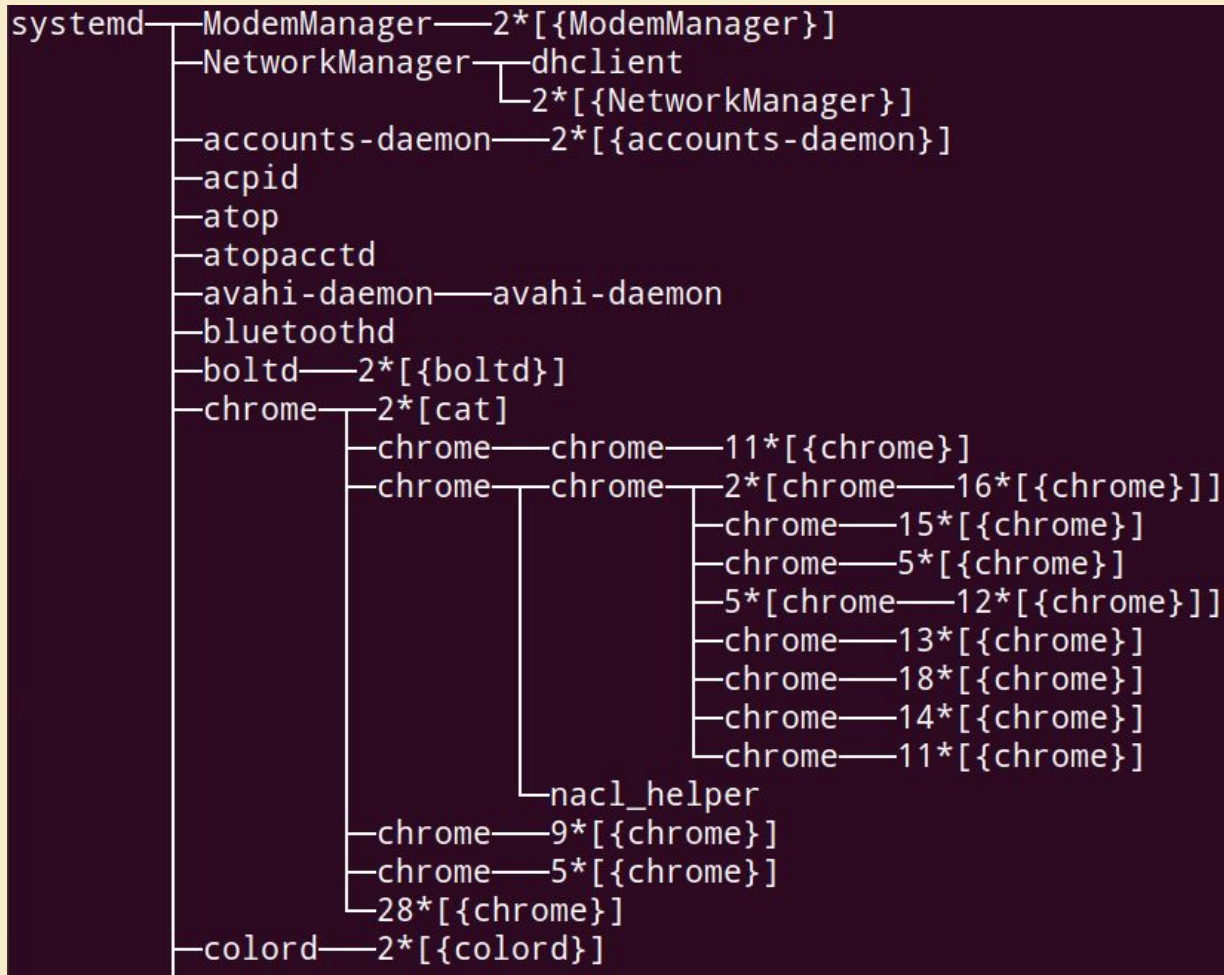 systemd─┬─ModemManager───2*[{ModemManager}]
        ├─NetworkManager─┬─dhclient
        │                └─2*[{NetworkManager}]
        ├─accounts-daemon───2*[{accounts-daemon}]
        ├─acpid
        ├─atop
        ├─atopacctd
        ├─avahi-daemon───avahi-daemon
        ├─bluetoothd
        ├─boltd───2*[{boltd}]
        ├─chrome─┬─2*[cat]
        │        ├─chrome───chrome───11*[{chrome}]
        │        ├─chrome─┬─chrome─┬─2*[chrome───16*[{chrome}]]
        │        │        │        ├─chrome───15*[{chrome}]
        │        │        │        ├─chrome───5*[{chrome}]
        │        │        │        ├─5*[chrome───12*[{chrome}]]
        │        │        │        ├─chrome───13*[{chrome}]
        │        │        │        ├─chrome───18*[{chrome}]
        │        │        │        ├─chrome───14*[{chrome}]
        │        │        │        └─chrome───11*[{chrome}]
        │        │        └─nacl_helper
        │        ├─chrome───9*[{chrome}]
        │        ├─chrome───5*[{chrome}]
        │        └─28*[{chrome}]
        ├─colord───2*[{colord}]